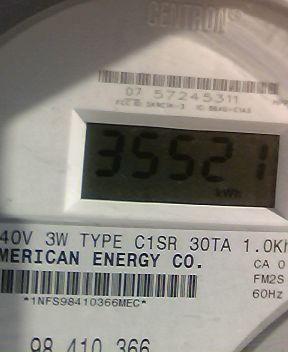 CENTRON®
07 57245311
35521
kWh
40V 3W TYPE C1SR 30TA 1.0Kh
MERICAN ENERGY CO.
CA 0
FM2S
60Hz
*1NFS98410366MEC*
98 410 366